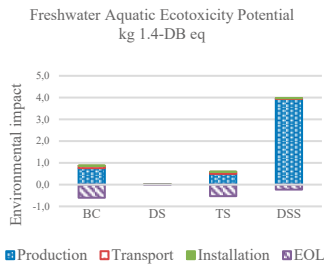 Freshwater Aquatic Ecotoxicity Potential
kg 1.4-DB eq
Environmental impact
5,0
4,0
3,0
2,0
1,0
0,0
-1,0
BC DS TS DSS
Production Transport Installation EOL